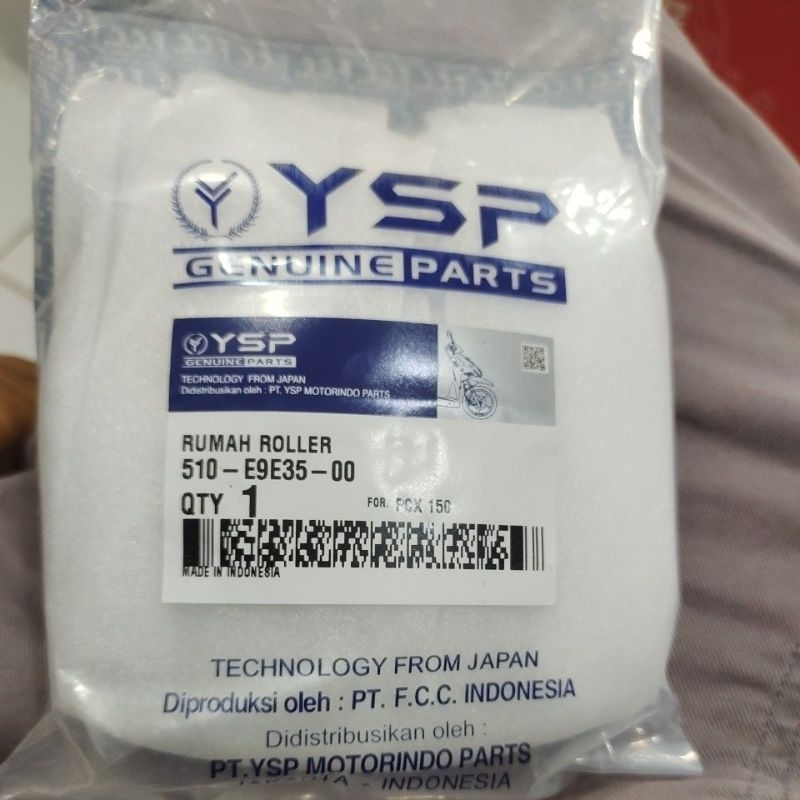 YSP
GENUINE PARTS
YSP
GENUINE PARTS
TECHNOLOGY FROM JAPAN
Didistribusikan oleh : PT. YSP MOTORINDO PARTS
RUMAH ROLLER
510-E9E35-00
QTY 1 FOR. PCX 150
MADE IN INDONESIA
TECHNOLOGY FROM JAPAN
Diproduksi oleh : PT. F.C.C. INDONESIA
Didistribusikan oleh :
PT.YSP MOTORINDO PARTS
- INDONESIA